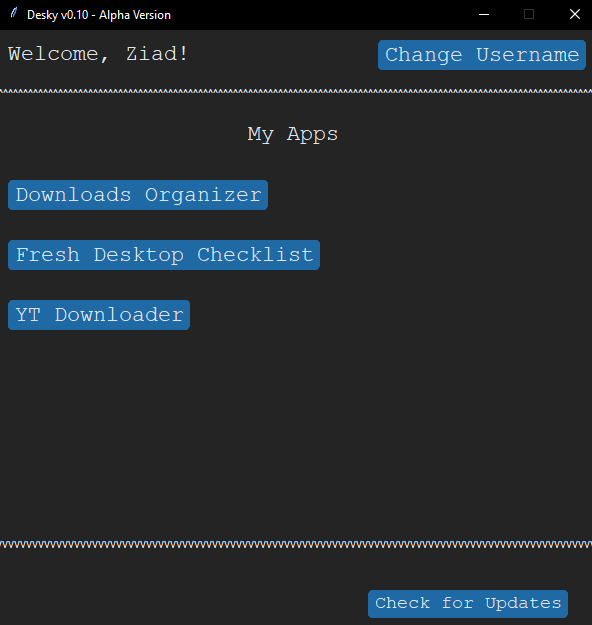 Desky v0.10 - Alpha Version
Welcome, Ziad!
Change Username
My Apps
Downloads Organizer
Fresh Desktop Checklist
YT Downloader
Check for Updates